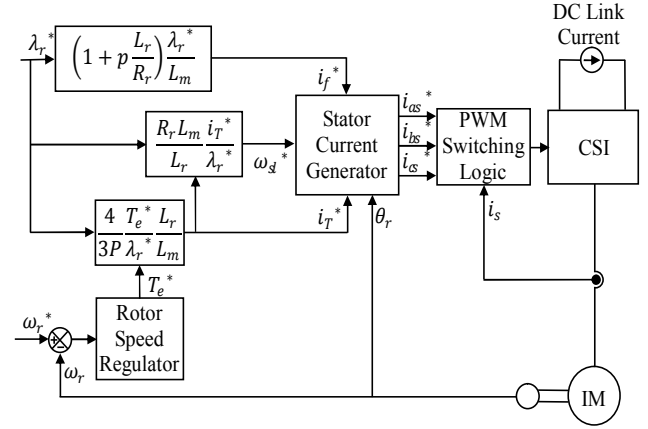 DC Link
Current
λr*
(1 + p Lr/Rr) λr*/Lm
if*
RrLm/Lr iT*/λr*
ωsl*
Stator
Current
Generator
ias*
ibs*
ics*
PWM
Switching
Logic
CSI
4/3P Te*/λr* Lr/Lm
iT*
θr
is
Te*
ωr*
+
−
Rotor
Speed
Regulator
ωr
IM